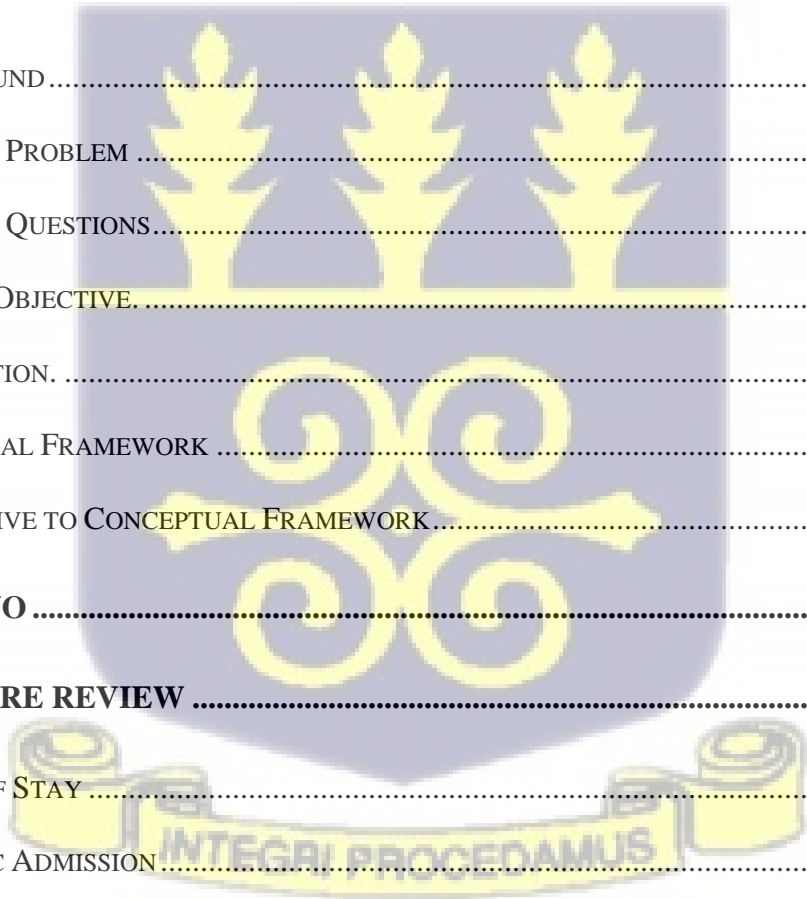 UND
PROBLEM
QUESTIONS
OBJECTIVE.
TION.
AL FRAMEWORK
IVE TO CONCEPTUAL FRAMEWORK
O
RE REVIEW
F STAY
C ADMISSION
INTEGRI PROCEDAMUS